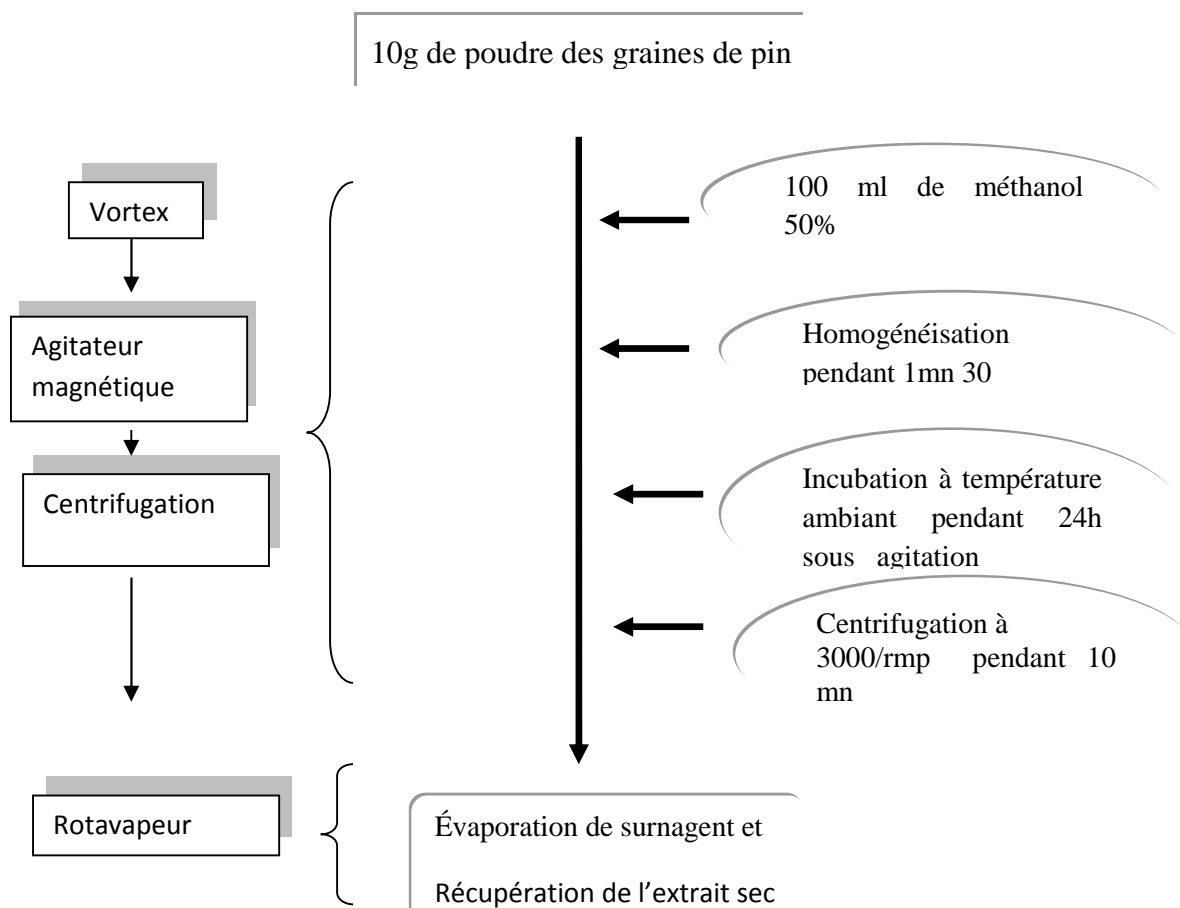 10g de poudre des graines de pin
Vortex
100 ml de méthanol
50%
Agitateur
magnétique
Homogénéisation
pendant 1mn 30
Centrifugation
Incubation à température
ambiant pendant 24h
sous agitation
Centrifugation à
3000/rmp pendant 10
mn
Rotavapeur
Évaporation de surnagent et
Récupération de l’extrait sec